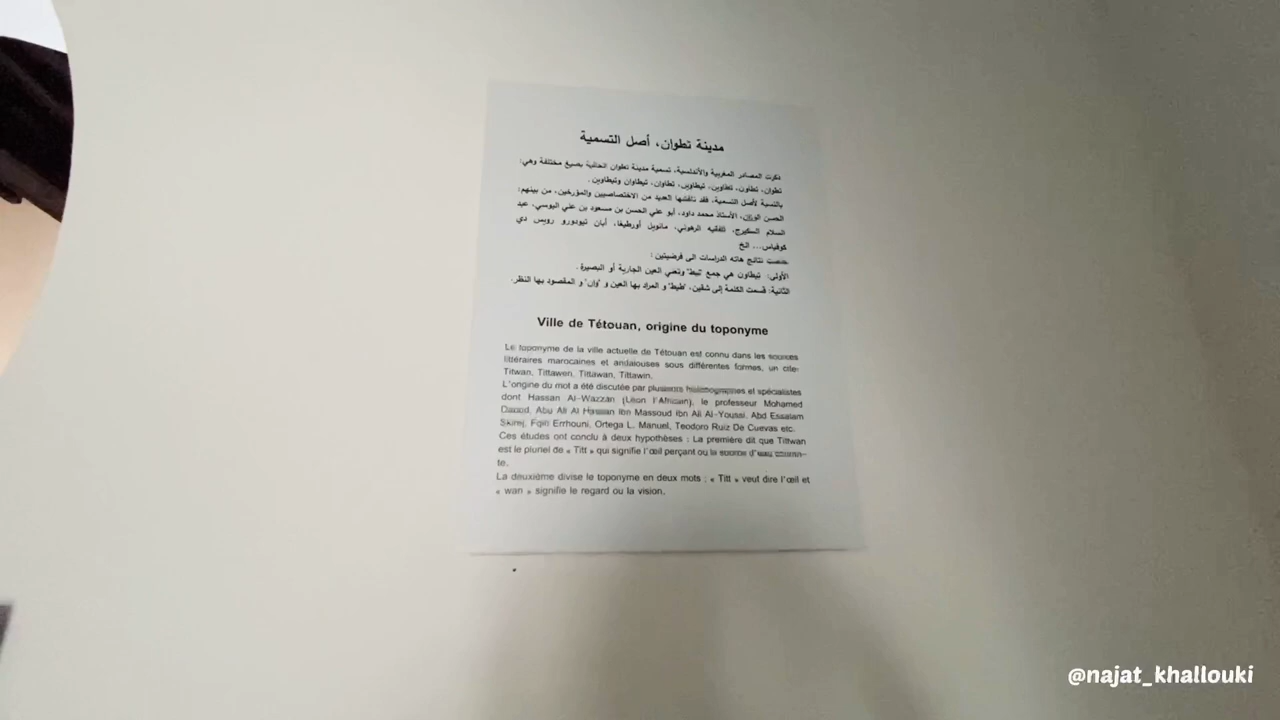 مدينة تطوان، أصل التسمية
ذكرت المصادر المغربية والأندلسية، تسمية مدينة تطوان الحالية بصيغ مختلفة وهي:
تطوان، تطاون، تطاوين، تيطاوين، تطاوان، تيطاوان وتيطاوين.
بالنسبة لأصل التسمية، فقد ناقشها العديد من الاختصاصيين والمؤرخين، من بينهم:
الحسن الوزان، الأستاذ محمد داود، أبو علي الحسن بن مسعود بن علي اليوسي، عبد
السلام السكيرج، الفقيه الرهوني، مانويل أورطيغا، تيودورو رويس دي
كوفياس... الخ
خلصت نتائج هاته الدراسات الى فرضيتين :
الأولى: تيطاون هي جمع "تيط" وتعني العين الجارية أو البصيرة.
الثانية: قسمت الكلمة إلى شقين، "طيط" و المراد بها العين و "وان" و المقصود بها النظر.
Ville de Tétouan, origine du toponyme
Le toponyme de la ville actuelle de Tétouan est connu dans les sources
littéraires marocaines et andalouses sous différentes formes, un cite-
Titwan, Tittawen, Tittawan, Tittawin.
L'origine du mot a été discutée par plusieurs historiographes et spécialistes
dont Hassan Al-Wazzan (Léon l'Africain), le professeur Mohamed
Daoud, Abu Ali Al Hassan Ibn Massoud Ibn Ali Al-Youssi, Abd Essalam
Skirej, Fqih Errhouni, Ortega L. Manuel, Teodoro Ruiz De Cuevas etc.
Ces études ont conclu à deux hypothèses : La première dit que Tittwan
est le pluriel de « Titt » qui signifie l'œil perçant ou la source d'eau couran-
te.
La deuxième divise le toponyme en deux mots : « Titt » veut dire l'œil et
« wan » signifie le regard ou la vision.
@najat_khallouki